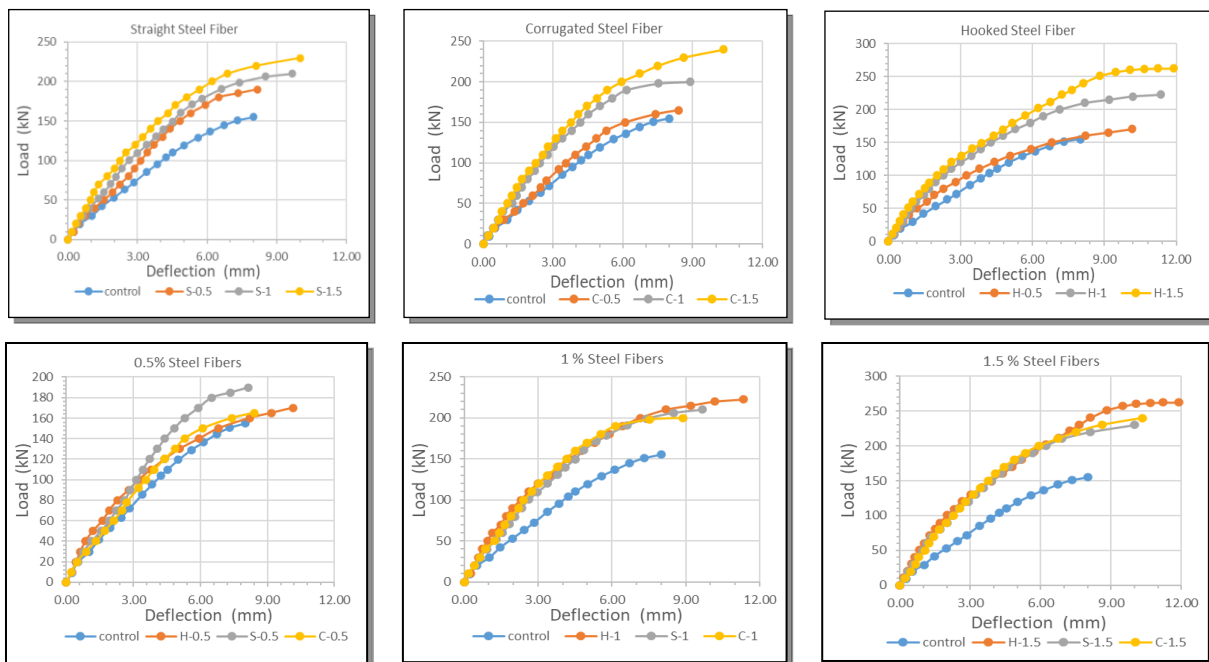 Straight Steel Fiber
250
200
150
100
50
0
Load (kN)
0.00 3.00 6.00 9.00 12.00
Deflection (mm)
control S-0.5 S-1 S-1.5
Corrugated Steel Fiber
250
200
150
100
50
0
Load (kN)
0.00 3.00 6.00 9.00 12.00
Deflection (mm)
control C-0.5 C-1 C-1.5
Hooked Steel Fiber
300
250
200
150
100
50
0
Load (kN)
0.00 3.00 6.00 9.00 12.00
Deflection (mm)
control H-0.5 H-1 H-1.5
0.5% Steel Fibers
200
180
160
140
120
100
80
60
40
20
0
Load (kN)
0.00 3.00 6.00 9.00 12.00
Deflection (mm)
control H-0.5 S-0.5 C-0.5
1 % Steel Fibers
250
200
150
100
50
0
Load (kN)
0.00 3.00 6.00 9.00 12.00
Deflection (mm)
control H-1 S-1 C-1
1.5 % Steel Fibers
300
250
200
150
100
50
0
Load (kN)
0.00 3.00 6.00 9.00 12.00
Deflection (mm)
control H-1.5 S-1.5 C-1.5